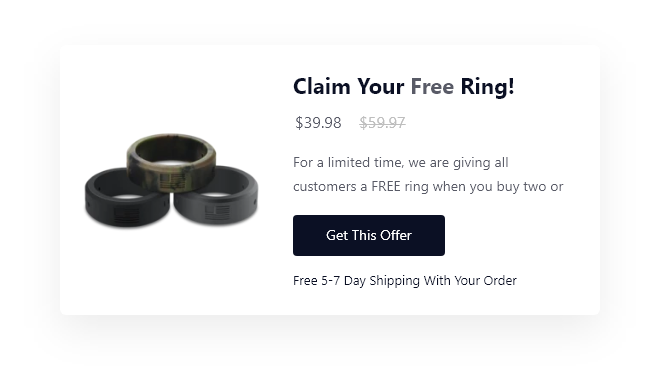 Claim Your Free Ring!
$39.98 $59.97
For a limited time, we are giving all
customers a FREE ring when you buy two or
Get This Offer
Free 5-7 Day Shipping With Your Order